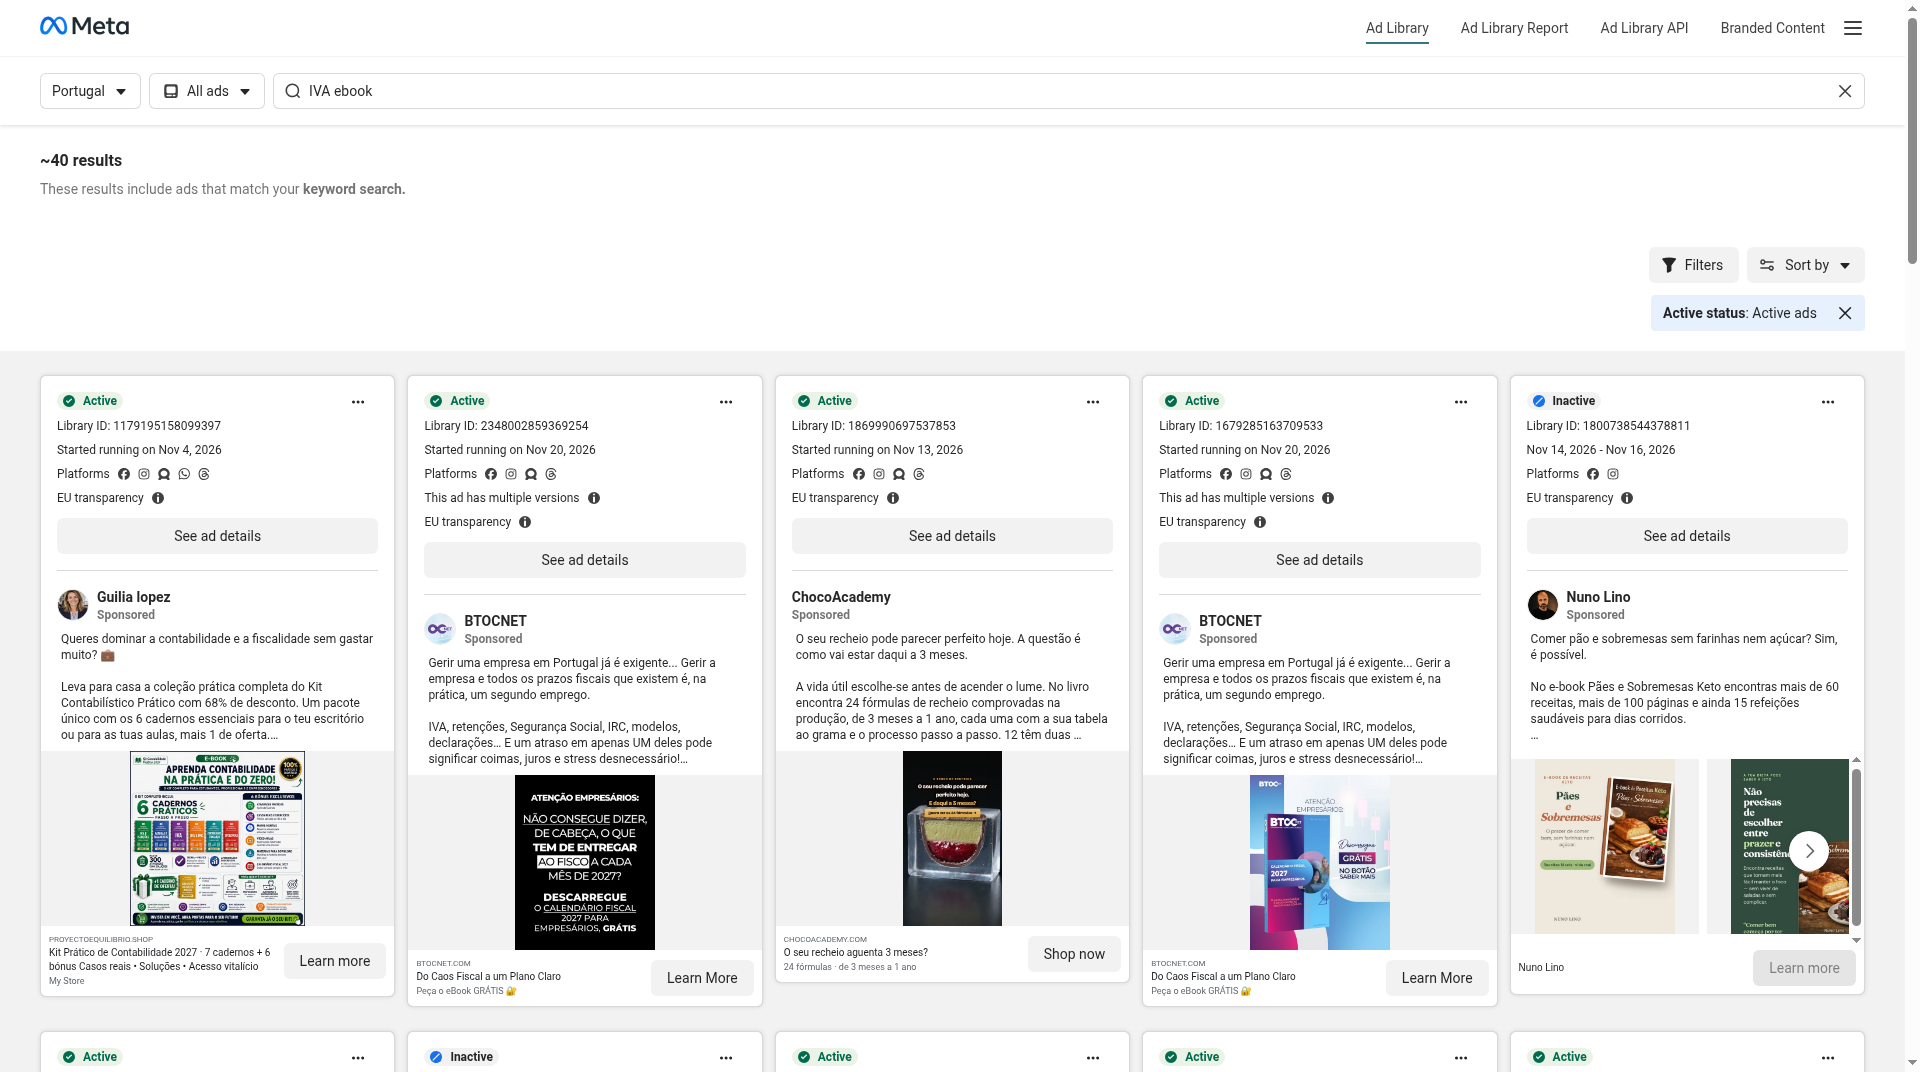 Meta
Ad Library
Ad Library Report
Ad Library API
Branded Content
Portugal
All ads
IVA ebook
~40 results
These results include ads that match your keyword search.
Filters
Sort by
Active status: Active ads
Active
Library ID: 1179195158099397
Started running on Nov 4, 2026
Platforms
EU transparency
See ad details
Guilia lopez
Sponsored
Queres dominar a contabilidade e a fiscalidade sem gastar
muito? 💼
Leva para casa a coleção prática completa do Kit
Contabilístico Prático com 68% de desconto. Um pacote
único com os 6 cadernos essenciais para o teu escritório
ou para as tuas aulas, mais 1 de oferta.…
E-BOOK
APRENDA CONTABILIDADE
NA PRÁTICA E DO ZERO!
100%
6 CADERNOS
PRÁTICOS
PROYECTOEQUILIBRIO.SHOP
Kit Prático de Contabilidade 2027 · 7 cadernos + 6
bónus Casos reais • Soluções • Acesso vitalício
My Store
Learn more
Active
Library ID: 2348002859369254
Started running on Nov 20, 2026
Platforms
This ad has multiple versions
EU transparency
See ad details
BTOCNET
Sponsored
Gerir uma empresa em Portugal já é exigente... Gerir a
empresa e todos os prazos fiscais que existem é, na
prática, um segundo emprego.
IVA, retenções, Segurança Social, IRC, modelos,
declarações… E um atraso em apenas UM deles pode
significar coimas, juros e stress desnecessário!…
ATENÇÃO EMPRESÁRIOS:
NÃO CONSEGUE DIZER,
DE CABEÇA, O QUE
TEM DE ENTREGAR
AO FISCO A CADA
MÊS DE 2027?
DESCARREGUE
O CALENDÁRIO FISCAL
2027 PARA
EMPRESÁRIOS, GRÁTIS
BTOCNET.COM
Do Caos Fiscal a um Plano Claro
Peça o eBook GRÁTIS 🔐
Learn More
Active
Library ID: 1869990697537853
Started running on Nov 13, 2026
Platforms
EU transparency
See ad details
ChocoAcademy
Sponsored
O seu recheio pode parecer perfeito hoje. A questão é
como vai estar daqui a 3 meses.
A vida útil escolhe-se antes de acender o lume. No livro
encontra 24 fórmulas de recheio comprovadas na
produção, de 3 meses a 1 ano, cada uma com a sua tabela
ao grama e o processo passo a passo. 12 têm duas …
O seu recheio pode parecer
perfeito hoje.
E daqui a 3 meses?
CHOCOACADEMY.COM
O seu recheio aguenta 3 meses?
24 fórmulas · de 3 meses a 1 ano
Shop now
Active
Library ID: 1679285163709533
Started running on Nov 20, 2026
Platforms
This ad has multiple versions
EU transparency
See ad details
BTOCNET
Sponsored
Gerir uma empresa em Portugal já é exigente... Gerir a
empresa e todos os prazos fiscais que existem é, na
prática, um segundo emprego.
IVA, retenções, Segurança Social, IRC, modelos,
declarações… E um atraso em apenas UM deles pode
significar coimas, juros e stress desnecessário!…
ATENÇÃO
EMPRESÁRIOS:
Descarregue
GRÁTIS
NO BOTÃO
SABER MAIS
2027
BTOCNET.COM
Do Caos Fiscal a um Plano Claro
Peça o eBook GRÁTIS 🔐
Learn More
Inactive
Library ID: 1800738544378811
Nov 14, 2026 - Nov 16, 2026
Platforms
EU transparency
See ad details
Nuno Lino
Sponsored
Comer pão e sobremesas sem farinhas nem açúcar? Sim,
é possível.
No e-book Pães e Sobremesas Keto encontras mais de 60
receitas, mais de 100 páginas e ainda 15 refeições
saudáveis para dias corridos.
…
Pães
e
Sobremesas
NUNO LINO
Não
precisas
de
escolher
entre
prazer e
Nuno Lino
Learn more
Active
Inactive
Active
Active
Active